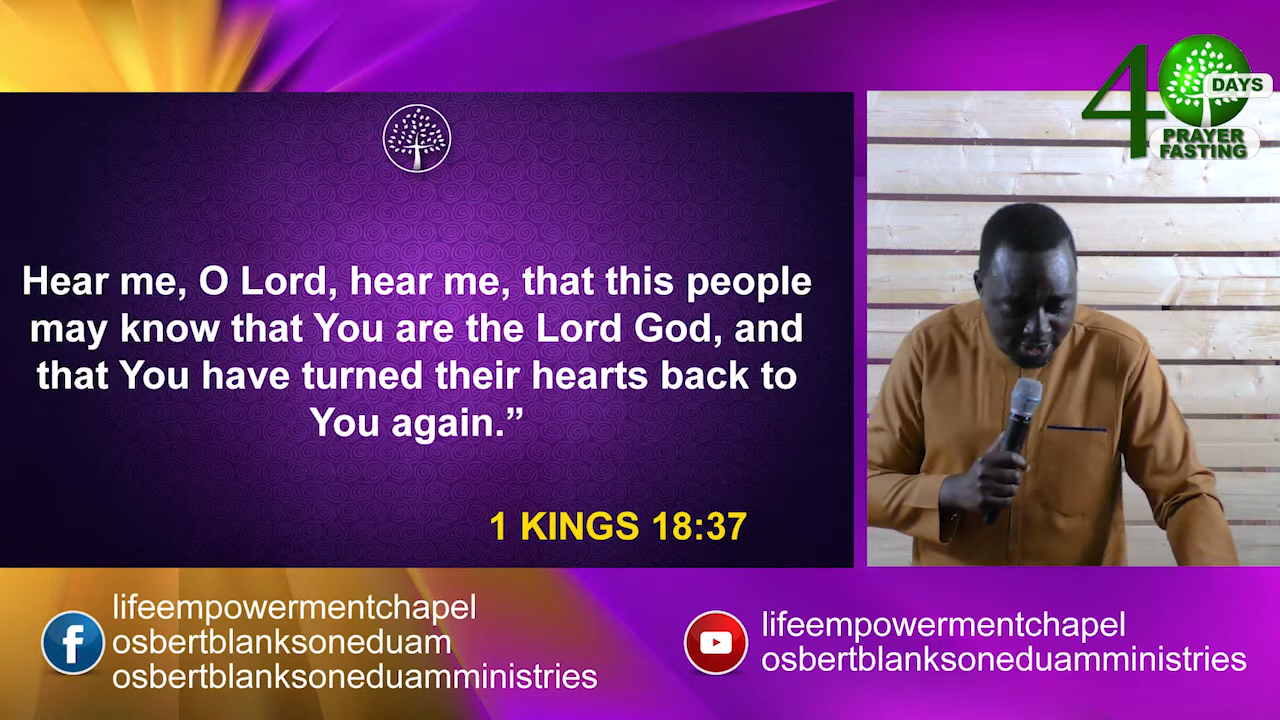 40
DAYS
PRAYER
FASTING
Hear me, O Lord, hear me, that this people
may know that You are the Lord God, and
that You have turned their hearts back to
You again.”
1 KINGS 18:37
lifeempowermentchapel
osbertblanksoneduam
osbertblanksoneduamministries
lifeempowermentchapel
osbertblanksoneduamministries